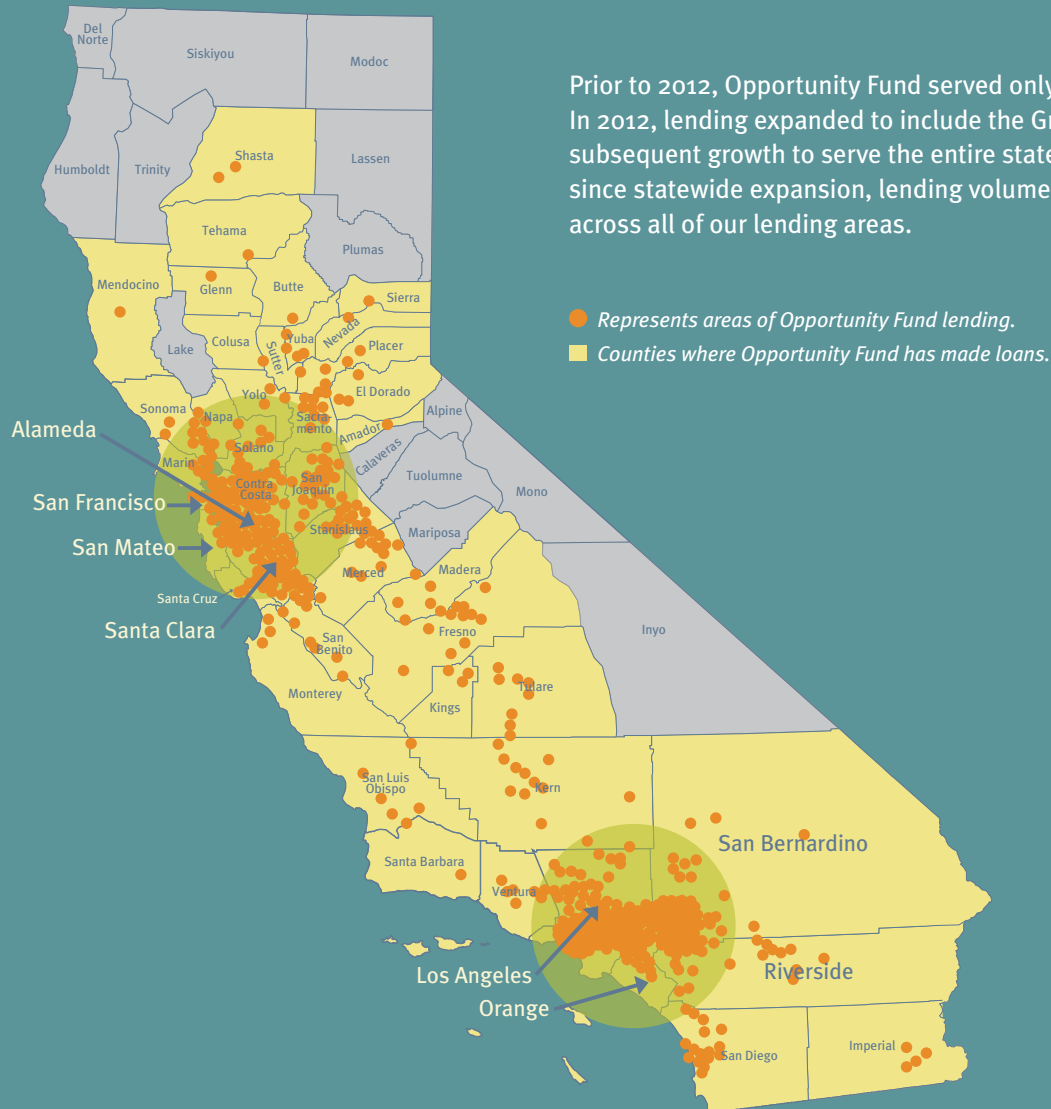 Del
Norte
Siskiyou
Modoc
Prior to 2012, Opportunity Fund served only
In 2012, lending expanded to include the Gr
subsequent growth to serve the entire state
since statewide expansion, lending volume
across all of our lending areas.
Humboldt
Trinity
Shasta
Lassen
Tehama
Plumas
Mendocino
Glenn
Butte
Sierra
Represents areas of Opportunity Fund lending.
Counties where Opportunity Fund has made loans.
Lake
Colusa
Sutter
Yuba
Nevada
Placer
Yolo
El Dorado
Sonoma
Napa
Sacra-
mento
Alpine
Amador
Alameda
Solano
Calaveras
Marin
Contra
Costa
San
Joaquin
Tuolumne
Mono
San Francisco
Stanislaus
Mariposa
San Mateo
Merced
Madera
Santa Cruz
Santa Clara
San
Benito
Fresno
Inyo
Monterey
Kings
Tulare
San Luis
Obispo
Kern
San Bernardino
Santa Barbara
Ventura
Los Angeles
Riverside
Orange
San Diego
Imperial